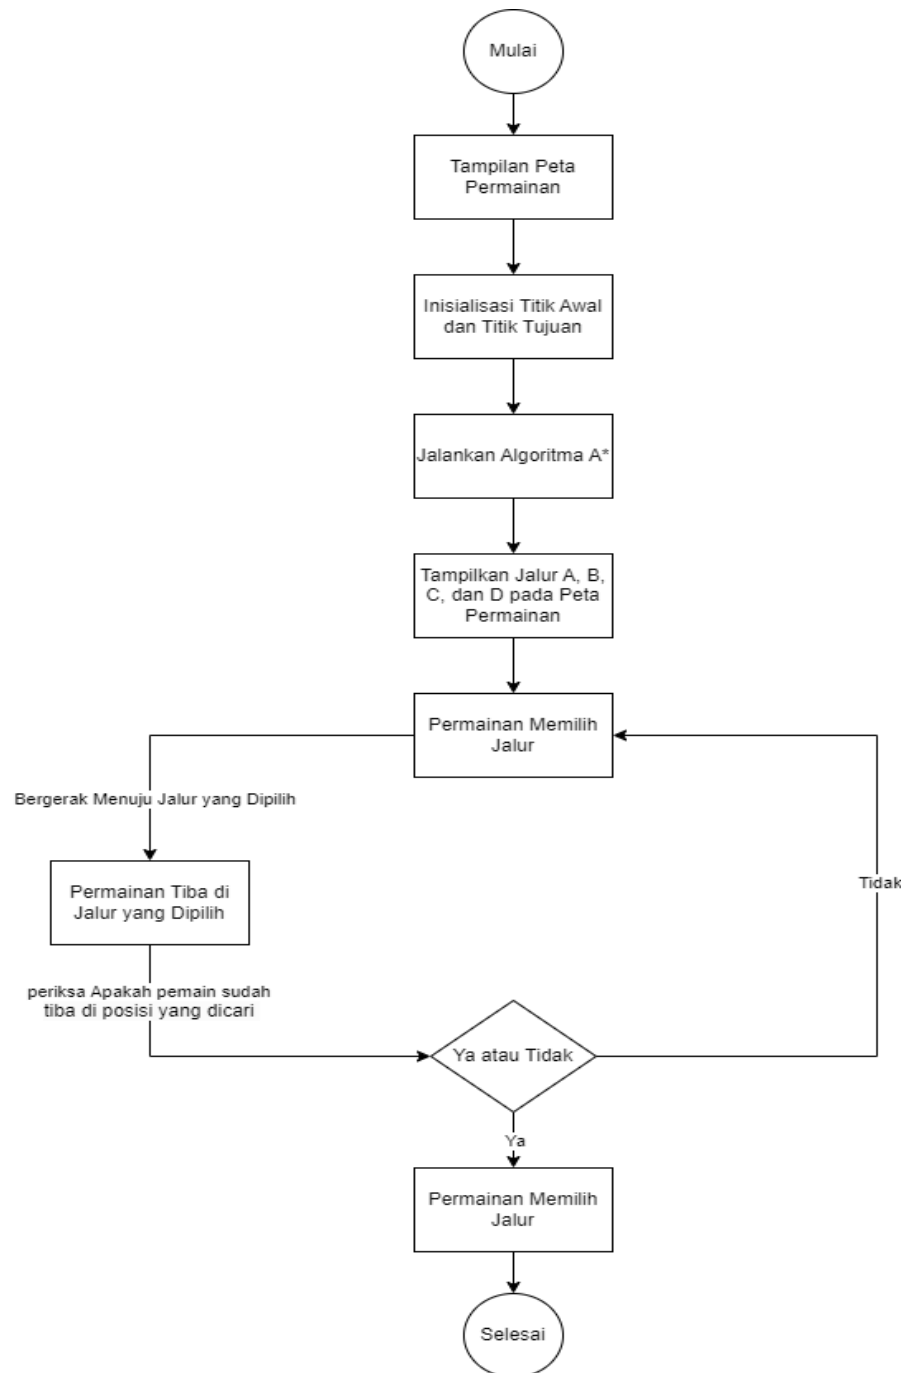 Mulai
Tampilan Peta
Permainan
Inisialisasi Titik Awal
dan Titik Tujuan
Jalankan Algoritma A*
Tampilkan Jalur A, B,
C, dan D pada Peta
Permainan
Permainan Memilih
Jalur
Bergerak Menuju Jalur yang Dipilih
Permainan Tiba di
Jalur yang Dipilih
Tidak
periksa Apakah pemain sudah
tiba di posisi yang dicari
Ya atau Tidak
Ya
Permainan Memilih
Jalur
Selesai